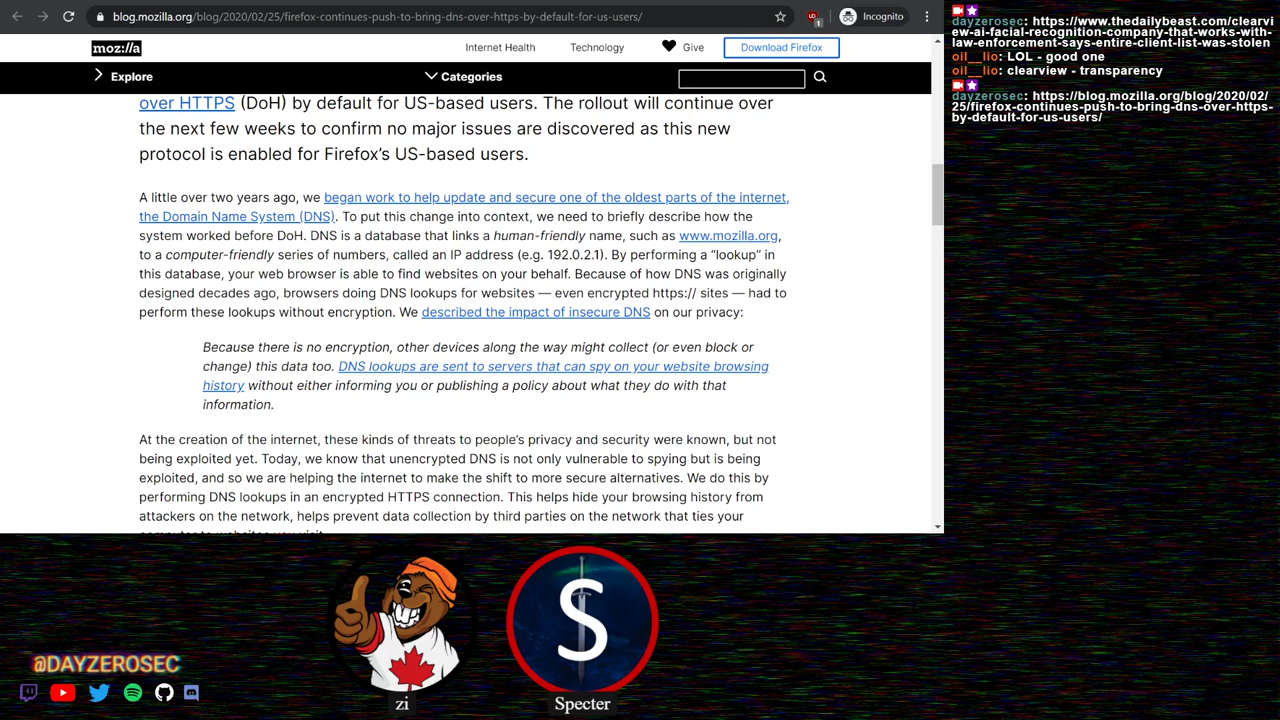 blog.mozilla.org/blog/2020/02/25/firefox-continues-push-to-bring-dns-over-https-by-default-for-us-users/
1
Incognito
moz://a
Internet Health
Technology
Give
Download Firefox
Explore
Categories
over HTTPS (DoH) by default for US-based users. The rollout will continue over
the next few weeks to confirm no major issues are discovered as this new
protocol is enabled for Firefox’s US-based users.
A little over two years ago, we began work to help update and secure one of the oldest parts of the internet,
the Domain Name System (DNS). To put this change into context, we need to briefly describe how the
system worked before DoH. DNS is a database that links a human-friendly name, such as www.mozilla.org,
to a computer-friendly series of numbers, called an IP address (e.g. 192.0.2.1). By performing a “lookup” in
this database, your web browser is able to find websites on your behalf. Because of how DNS was originally
designed decades ago, browsers doing DNS lookups for websites — even encrypted https:// sites — had to
perform these lookups without encryption. We described the impact of insecure DNS on our privacy:
Because there is no encryption, other devices along the way might collect (or even block or
change) this data too. DNS lookups are sent to servers that can spy on your website browsing
history without either informing you or publishing a policy about what they do with that
information.
At the creation of the internet, these kinds of threats to people’s privacy and security were known, but not
being exploited yet. Today, we know that unencrypted DNS is not only vulnerable to spying but is being
exploited, and so we are helping the internet to make the shift to more secure alternatives. We do this by
performing DNS lookups in an encrypted HTTPS connection. This helps hide your browsing history from
attackers on the network, helps prevent data collection by third parties on the network that ties your
computer to websites you visit.
dayzerosec: https://www.thedailybeast.com/clearvi
ew-ai-facial-recognition-company-that-works-with-
law-enforcement-says-entire-client-list-was-stolen
oil__lio: LOL - good one
oil__lio: clearview - transparency
dayzerosec: https://blog.mozilla.org/blog/2020/02/
25/firefox-continues-push-to-bring-dns-over-https-
by-default-for-us-users/
S
@DAYZEROSEC
zi
Specter